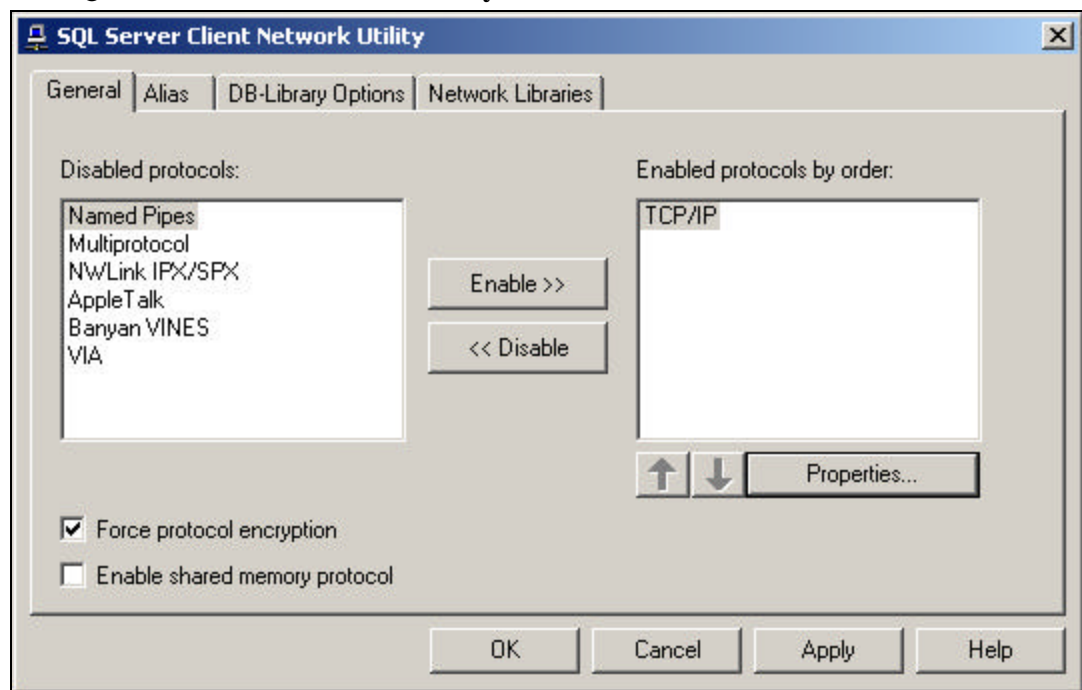 SQL Server Client Network Utility
General Alias DB-Library Options Network Libraries
Disabled protocols:
Enabled protocols by order:
Named Pipes
Multiprotocol
NWLink IPX/SPX
AppleTalk
Banyan VINES
VIA
Enable >>
<< Disable
TCP/IP
Properties...
Force protocol encryption
Enable shared memory protocol
OK Cancel Apply Help